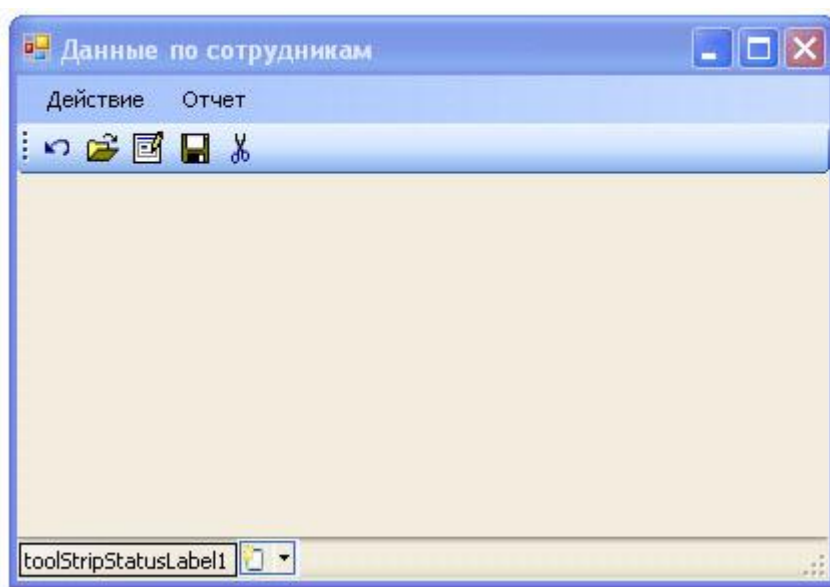 Данные по сотрудникам
Действие Отчет
toolStripStatusLabel1